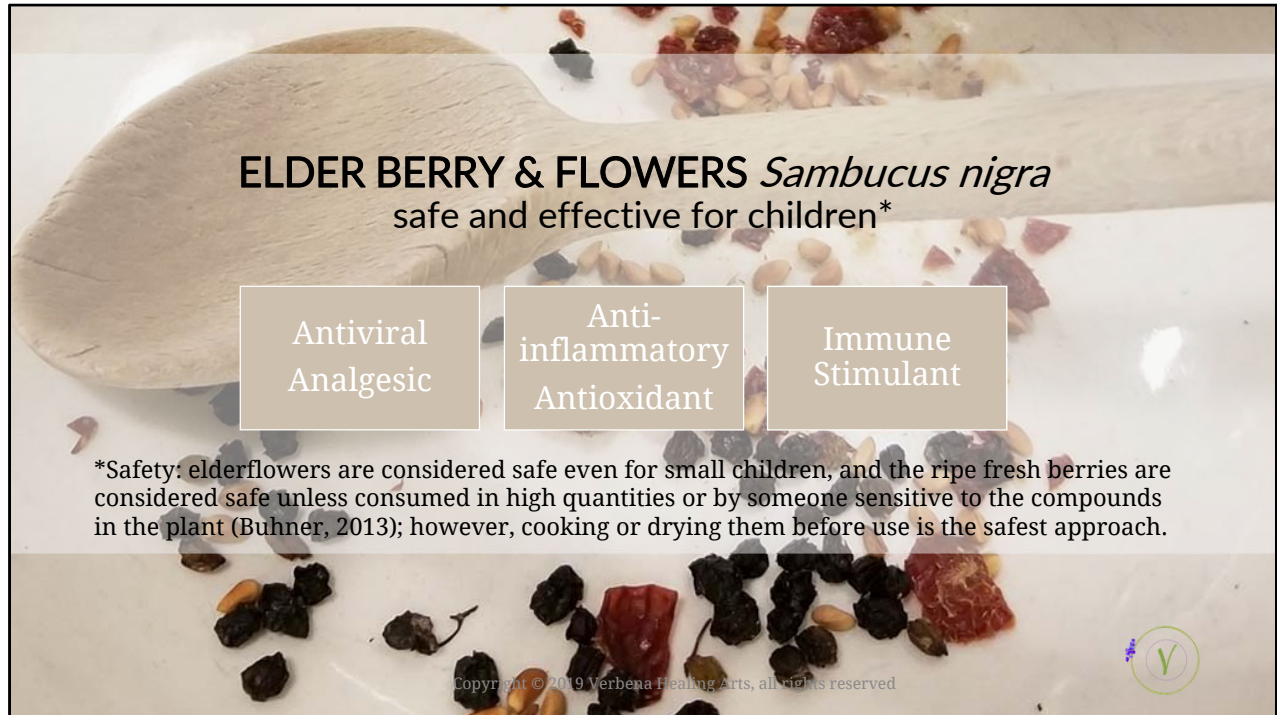 ELDER BERRY & FLOWERS Sambucus nigra
safe and effective for children*
Antiviral
Analgesic
Anti-
inflammatory
Antioxidant
Immune
Stimulant
*Safety: elderflowers are considered safe even for small children, and the ripe fresh berries are
considered safe unless consumed in high quantities or by someone sensitive to the compounds
in the plant (Buhner, 2013); however, cooking or drying them before use is the safest approach.
Copyright © 2019 Verbena Healing Arts, all rights reserved
V